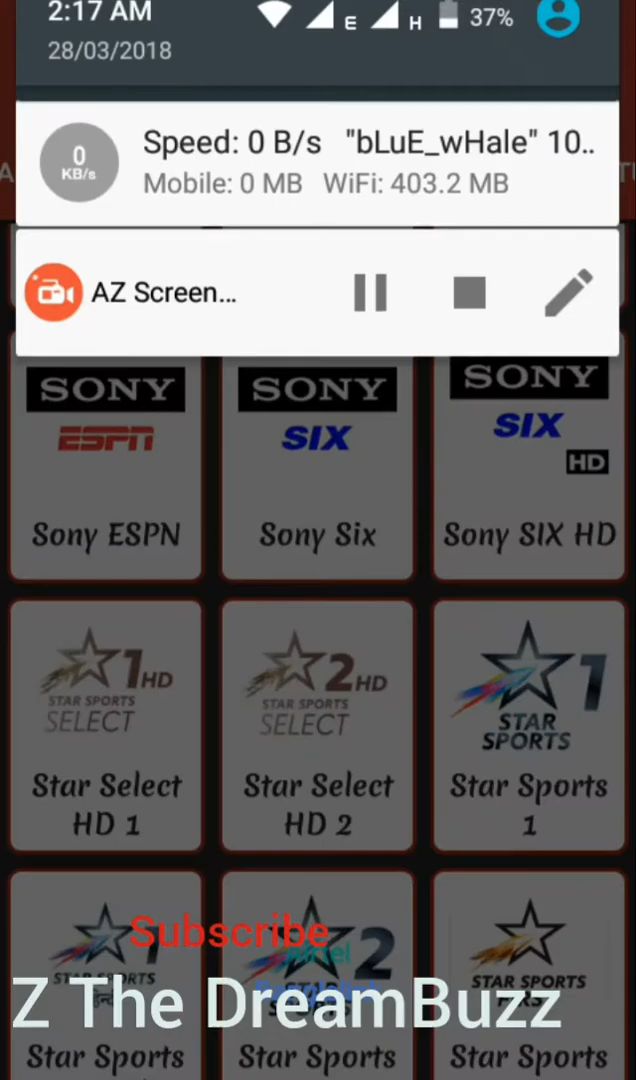 2:17 AM
E H 37%
28/03/2018
0 KB/s
Speed: 0 B/s "bLuE_wHale" 10..
Mobile: 0 MB WiFi: 403.2 MB
AZ Screen...
SONY SONY SONY
ESPN SIX SIX
HD
Sony ESPN Sony Six Sony SIX HD
1HD 2HD 1
STAR SPORTS STAR SPORTS STAR
SELECT SELECT SPORTS
Star Select Star Select Star Sports
HD 1 HD 2 1
Subscribe
2
STAR SPORTS
Z The DreamBuzz
Star Sports Star Sports Star Sports